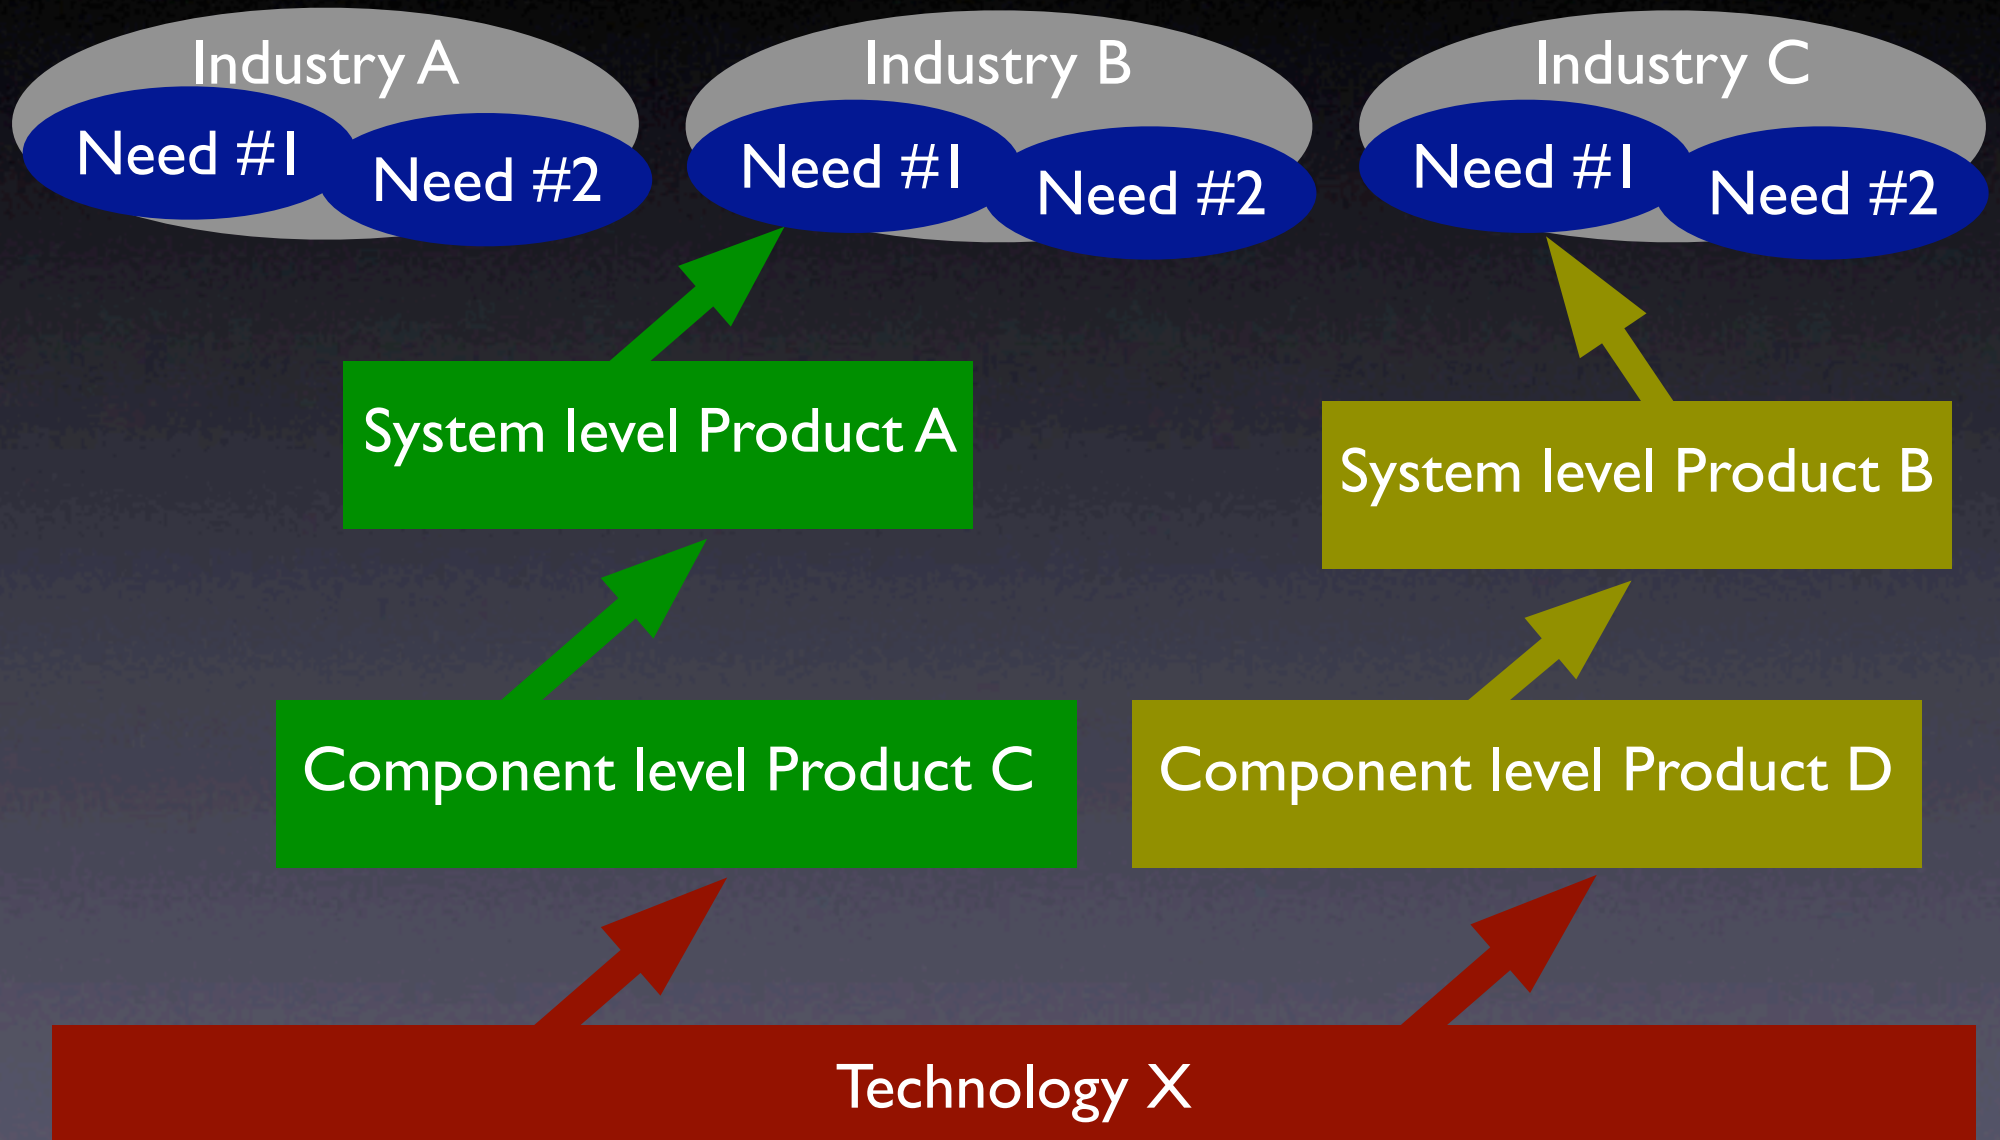 Industry A
Industry B
Industry C
Need #1
Need #2
Need #1
Need #2
Need #1
Need #2
System level Product A
System level Product B
Component level Product C
Component level Product D
Technology X